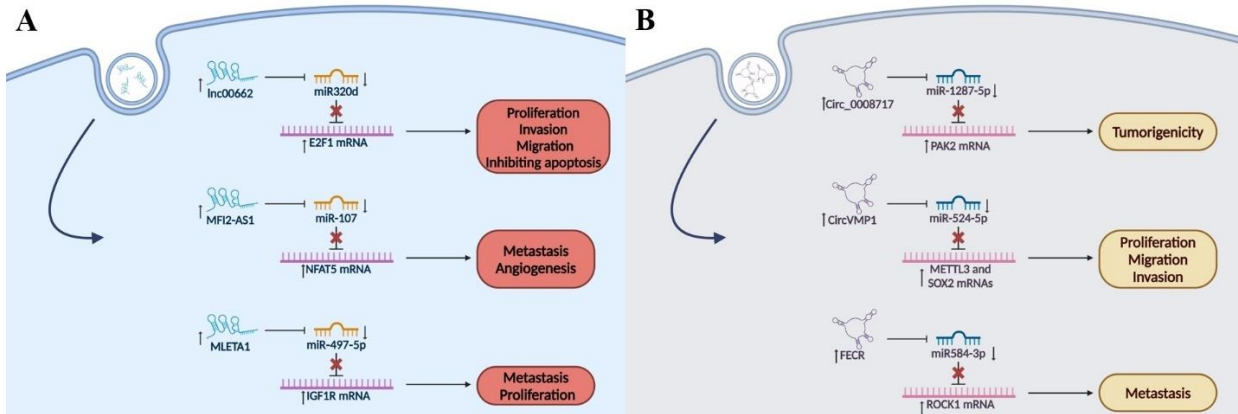 A
↑ lnc00662
miR320d ↓
↑ E2F1 mRNA
Proliferation
Invasion
Migration
Inhibiting apoptosis
↑ MFI2-AS1
miR-107 ↓
↑ NFAT5 mRNA
Metastasis
Angiogenesis
↑ MLETA1
miR-497-5p ↓
↑ IGF1R mRNA
Metastasis
Proliferation
B
↑ Circ_0008717
miR-1287-5p ↓
↑ PAK2 mRNA
Tumorigenicity
↑ CircVMP1
miR-524-5p ↓
↑ METTL3 and
SOX2 mRNAs
Proliferation
Migration
Invasion
↑ FECR
miR584-3p ↓
↑ ROCK1 mRNA
Metastasis